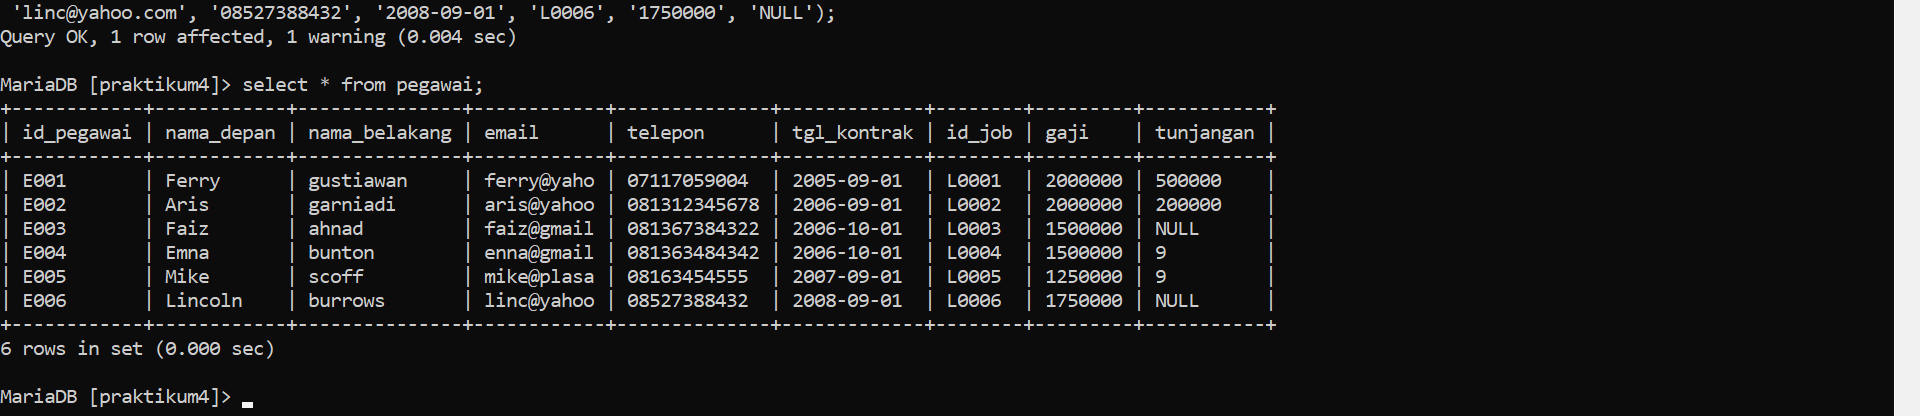 'linc@yahoo.com', '08527388432', '2008-09-01', 'L0006', '1750000', 'NULL');
Query OK, 1 row affected, 1 warning (0.004 sec)
MariaDB [praktikum4]> select * from pegawai;
+------------+------------+---------------+------------+--------------+-------------+--------+---------+-----------+
| id_pegawai | nama_depan | nama_belakang | email      | telepon      | tgl_kontrak | id_job | gaji    | tunjangan |
+------------+------------+---------------+------------+--------------+-------------+--------+---------+-----------+
| E001       | Ferry      | gustiawan     | ferry@yaho | 07117059004  | 2005-09-01  | L0001  | 2000000 | 500000    |
| E002       | Aris       | garniadi      | aris@yahoo | 081312345678 | 2006-09-01  | L0002  | 2000000 | 200000    |
| E003       | Faiz       | ahnad         | faiz@gmail | 081367384322 | 2006-10-01  | L0003  | 1500000 | NULL      |
| E004       | Emna       | bunton        | enna@gmail | 081363484342 | 2006-10-01  | L0004  | 1500000 | 9         |
| E005       | Mike       | scoff         | mike@plasa | 08163454555  | 2007-09-01  | L0005  | 1250000 | 9         |
| E006       | Lincoln    | burrows       | linc@yahoo | 08527388432  | 2008-09-01  | L0006  | 1750000 | NULL      |
+------------+------------+---------------+------------+--------------+-------------+--------+---------+-----------+
6 rows in set (0.000 sec)
MariaDB [praktikum4]>